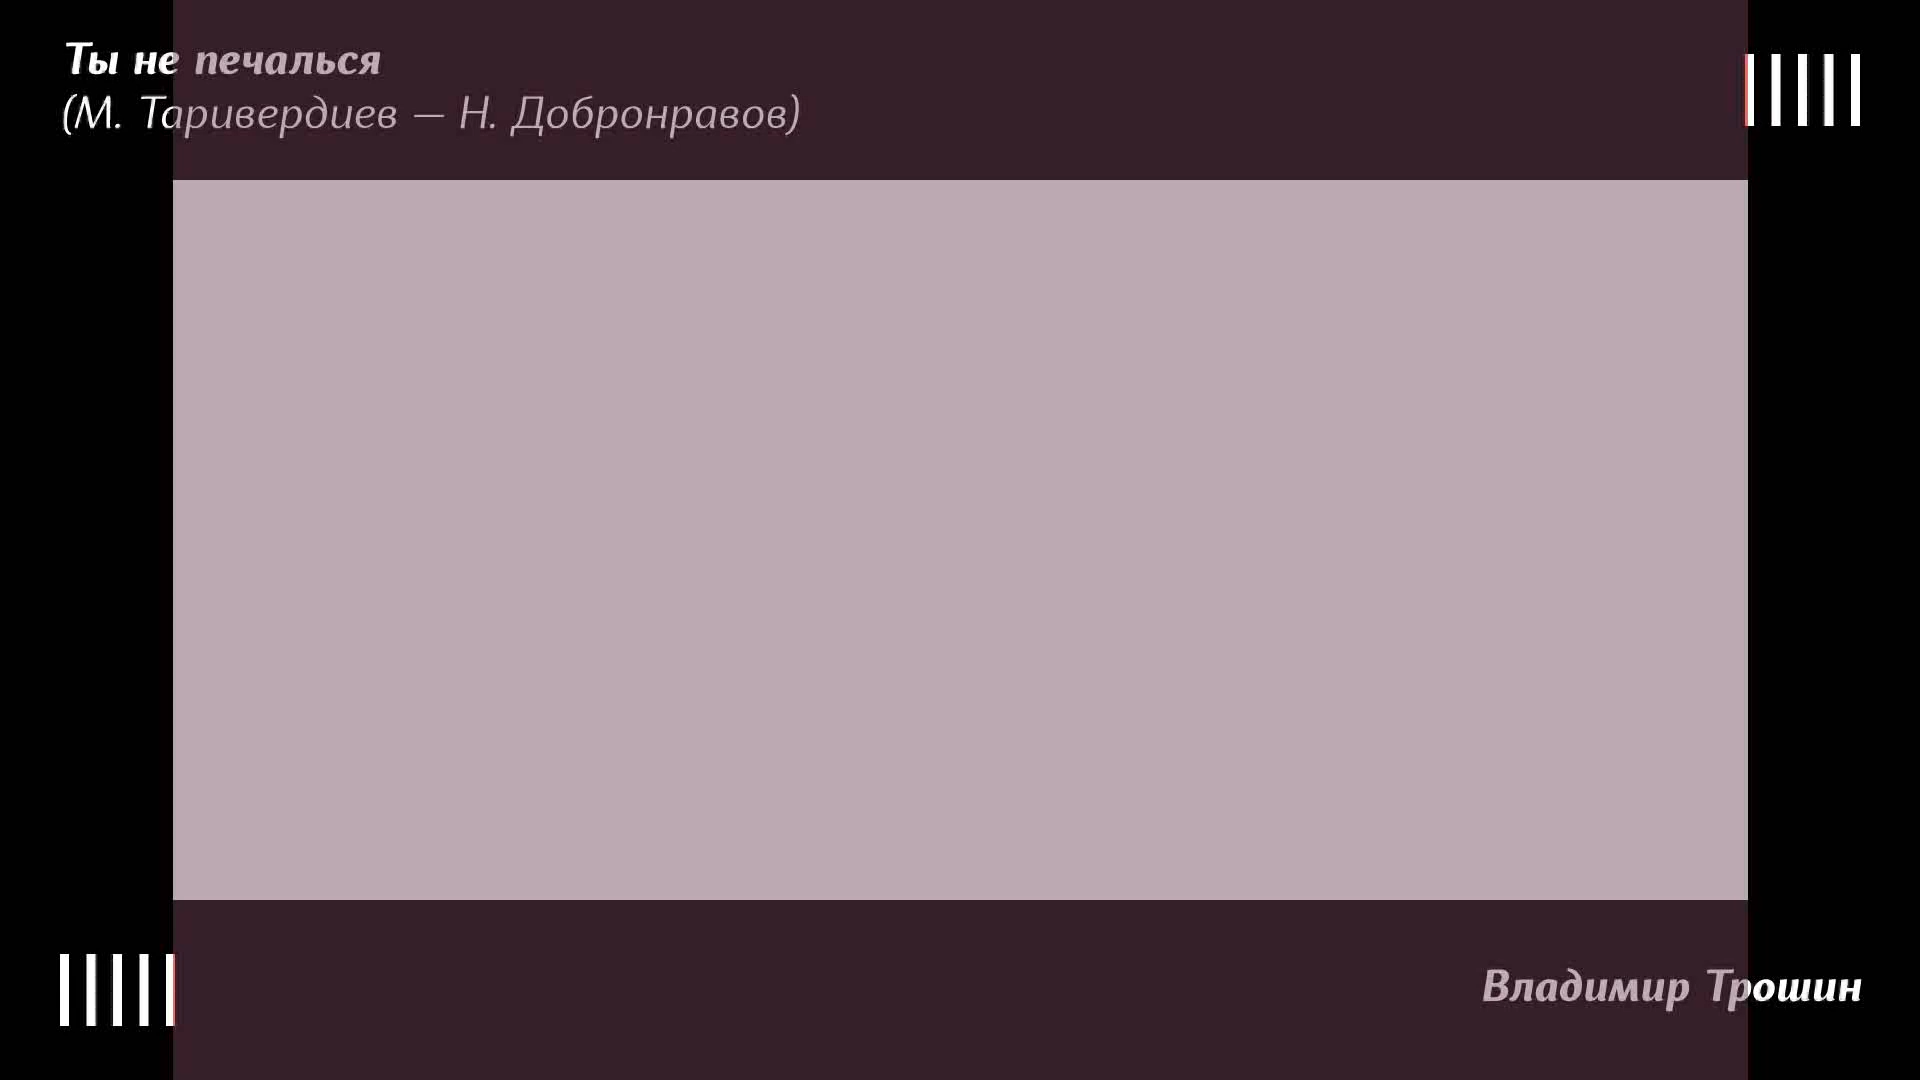 Ты не печалься
(М. Таривердиев — Н. Добронравов)
Владимир Трошин